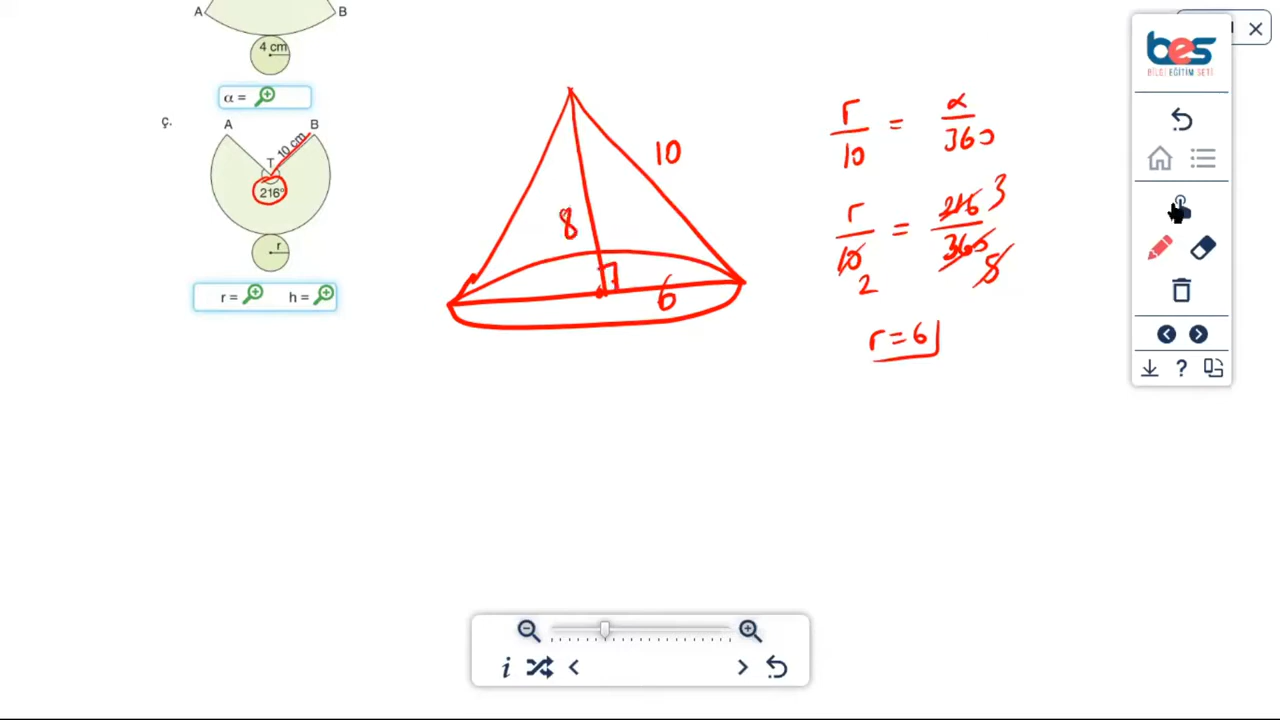 A B
4 cm
α =
ç.
A B
10 cm
T
216°
r
r = h =
10
8
6
r/10 = α/360
r/10 = 216/360
2 3 5
r = 6
bes
BİLGİ EĞİTİM SETİ
?
i